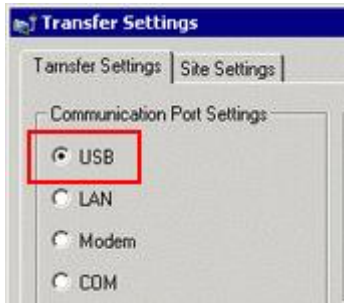 Transfer Settings
Tarnsfer Settings Site Settings
Communication Port Settings
USB
LAN
Modem
COM